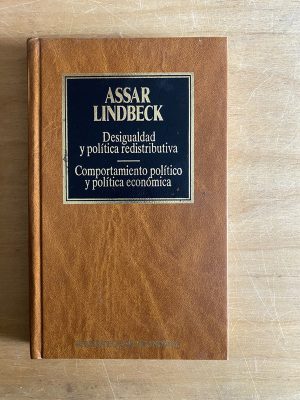 ASSAR
LINDBECK
Desigualdad
y política redistributiva
Comportamiento político
y política económica